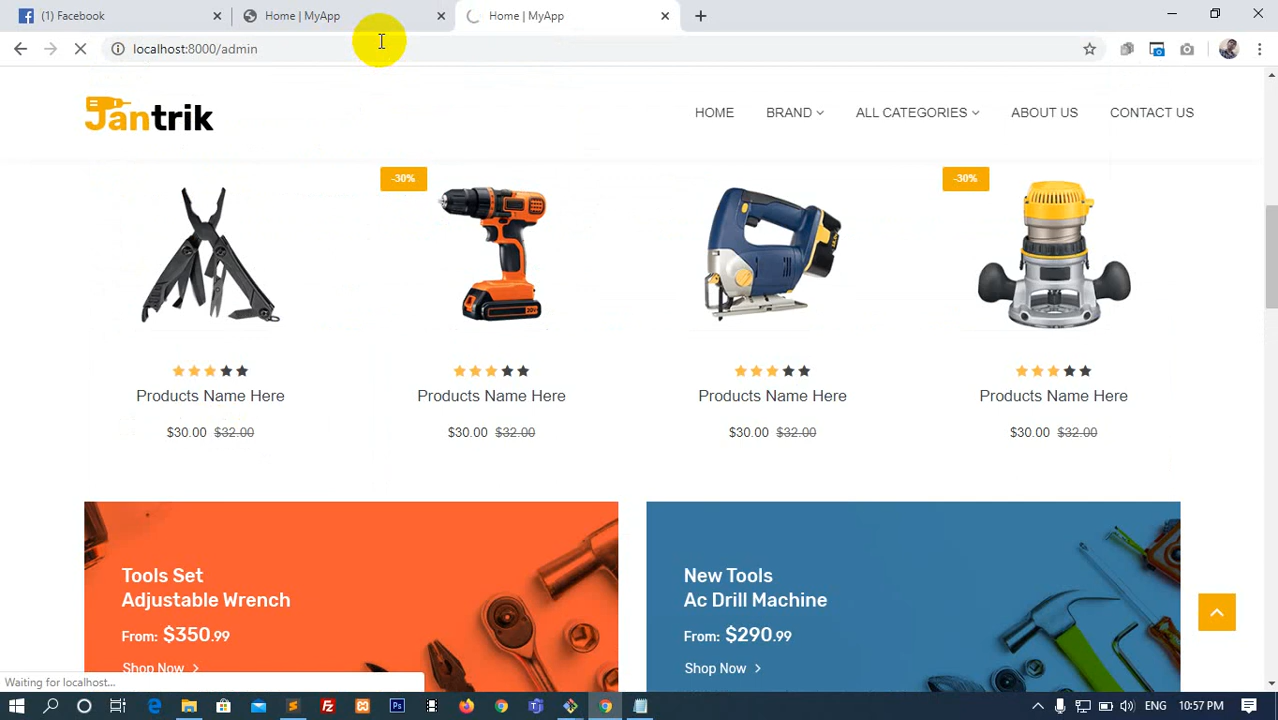 (1) Facebook
Home | MyApp
Home | MyApp
localhost:8000/admin
Jantrik
HOME
BRAND
ALL CATEGORIES
ABOUT US
CONTACT US
-30%
-30%
Products Name Here
Products Name Here
Products Name Here
Products Name Here
$30.00 $32.00
$30.00 $32.00
$30.00 $32.00
$30.00 $32.00
Tools Set
Adjustable Wrench
From: $350.99
Shop Now
New Tools
Ac Drill Machine
From: $290.99
Shop Now
Waiting for localhost...
ENG
10:57 PM